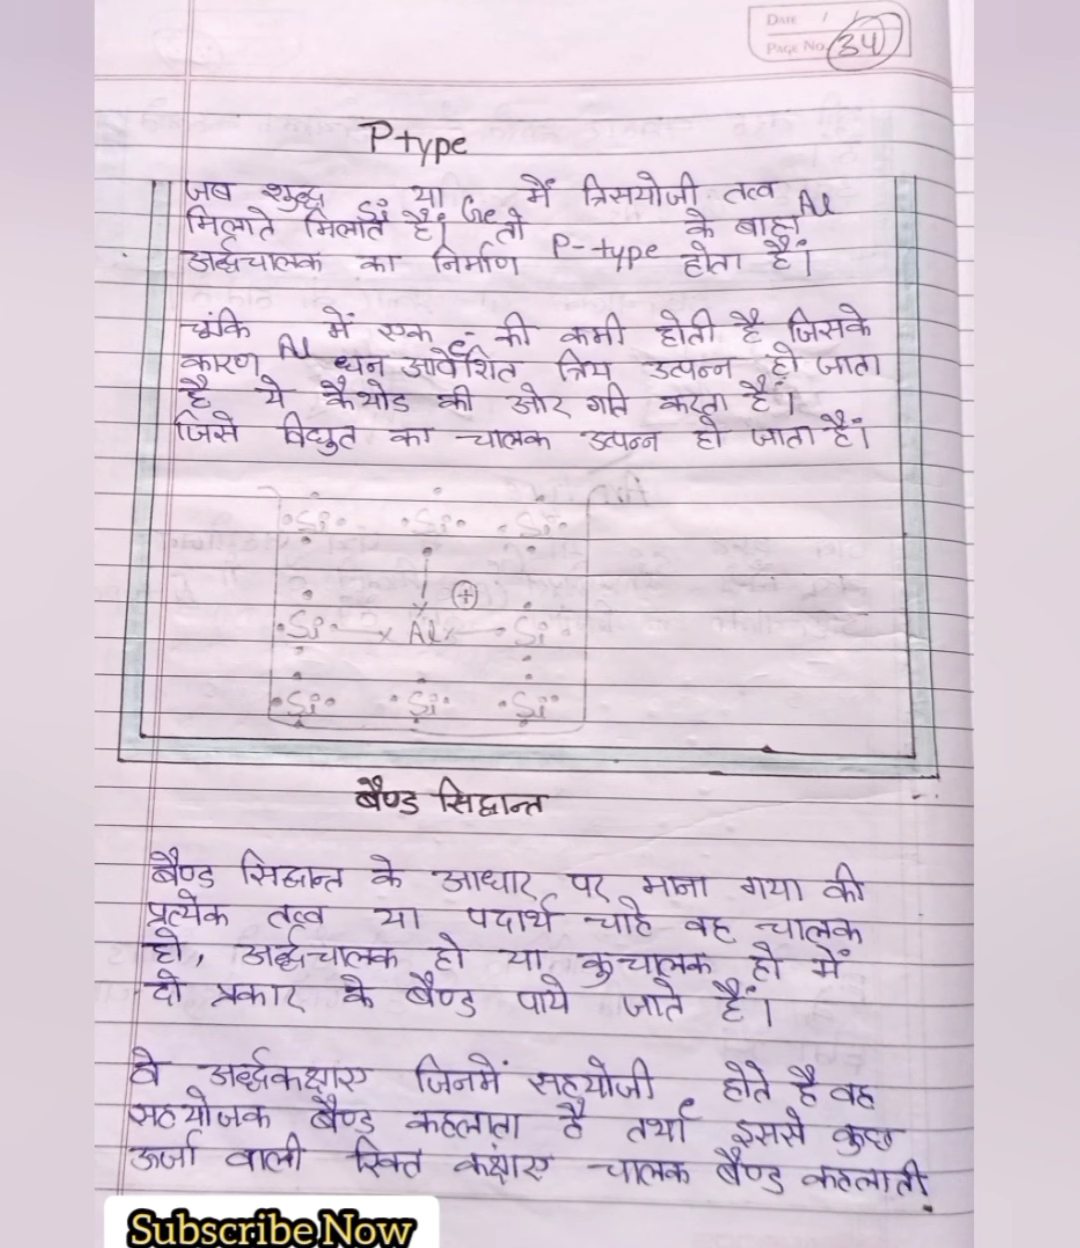 DATE / /
PAGE NO. 34
P type
जब शुद्ध Si या Ge में त्रिसयोजी तत्व Al
मिलाते मिलाते है। तो के बाह्य
अर्द्धचालक का निर्माण P-type होता है।
चूंकि Al में एक e- की कमी होती है जिसके
कारण धन आवेशित उत्पन्न हो जाता
है ये कैथोड की ओर गति करता है।
जिसे विद्युत का चालक उत्पन्न हो जाता है।
Si Si Si
+
Si x Al x Si
Si Si Si
बैण्ड सिद्धान्त
बैण्ड सिद्धान्त के आधार पर माना गया की
प्रत्येक तत्व या पदार्थ चाहे वह चालक
हो, अर्द्धचालक हो या कुचालक हो में
दो प्रकार के बैण्ड पाये जाते हैं।
वे अर्द्धकक्षाए जिनमें सहयोजी e होते है वह
सहयोजक बैण्ड कहलाता है तथा इससे कुछ
ऊर्जा वाली रिक्त कक्षाए चालक बैण्ड कहलाती.
Subscribe Now